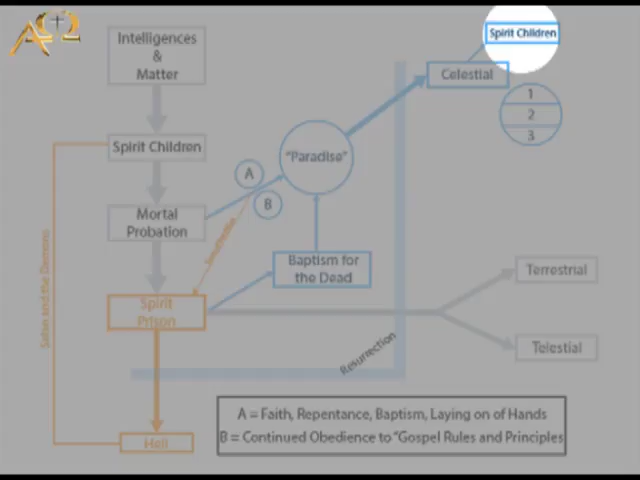 ΑΩ
Spirit Children
Intelligences
&
Matter
Celestial
1
2
3
Spirit Children
"Paradise"
A
B
Mortal
Probation
Baptism for
the Dead
Terrestrial
Spirit
Prison
Satan and the Demons
Resurrection
Telestial
A = Faith, Repentance, Baptism, Laying on of Hands
B = Continued Obedience to "Gospel Rules and Principles
Hell